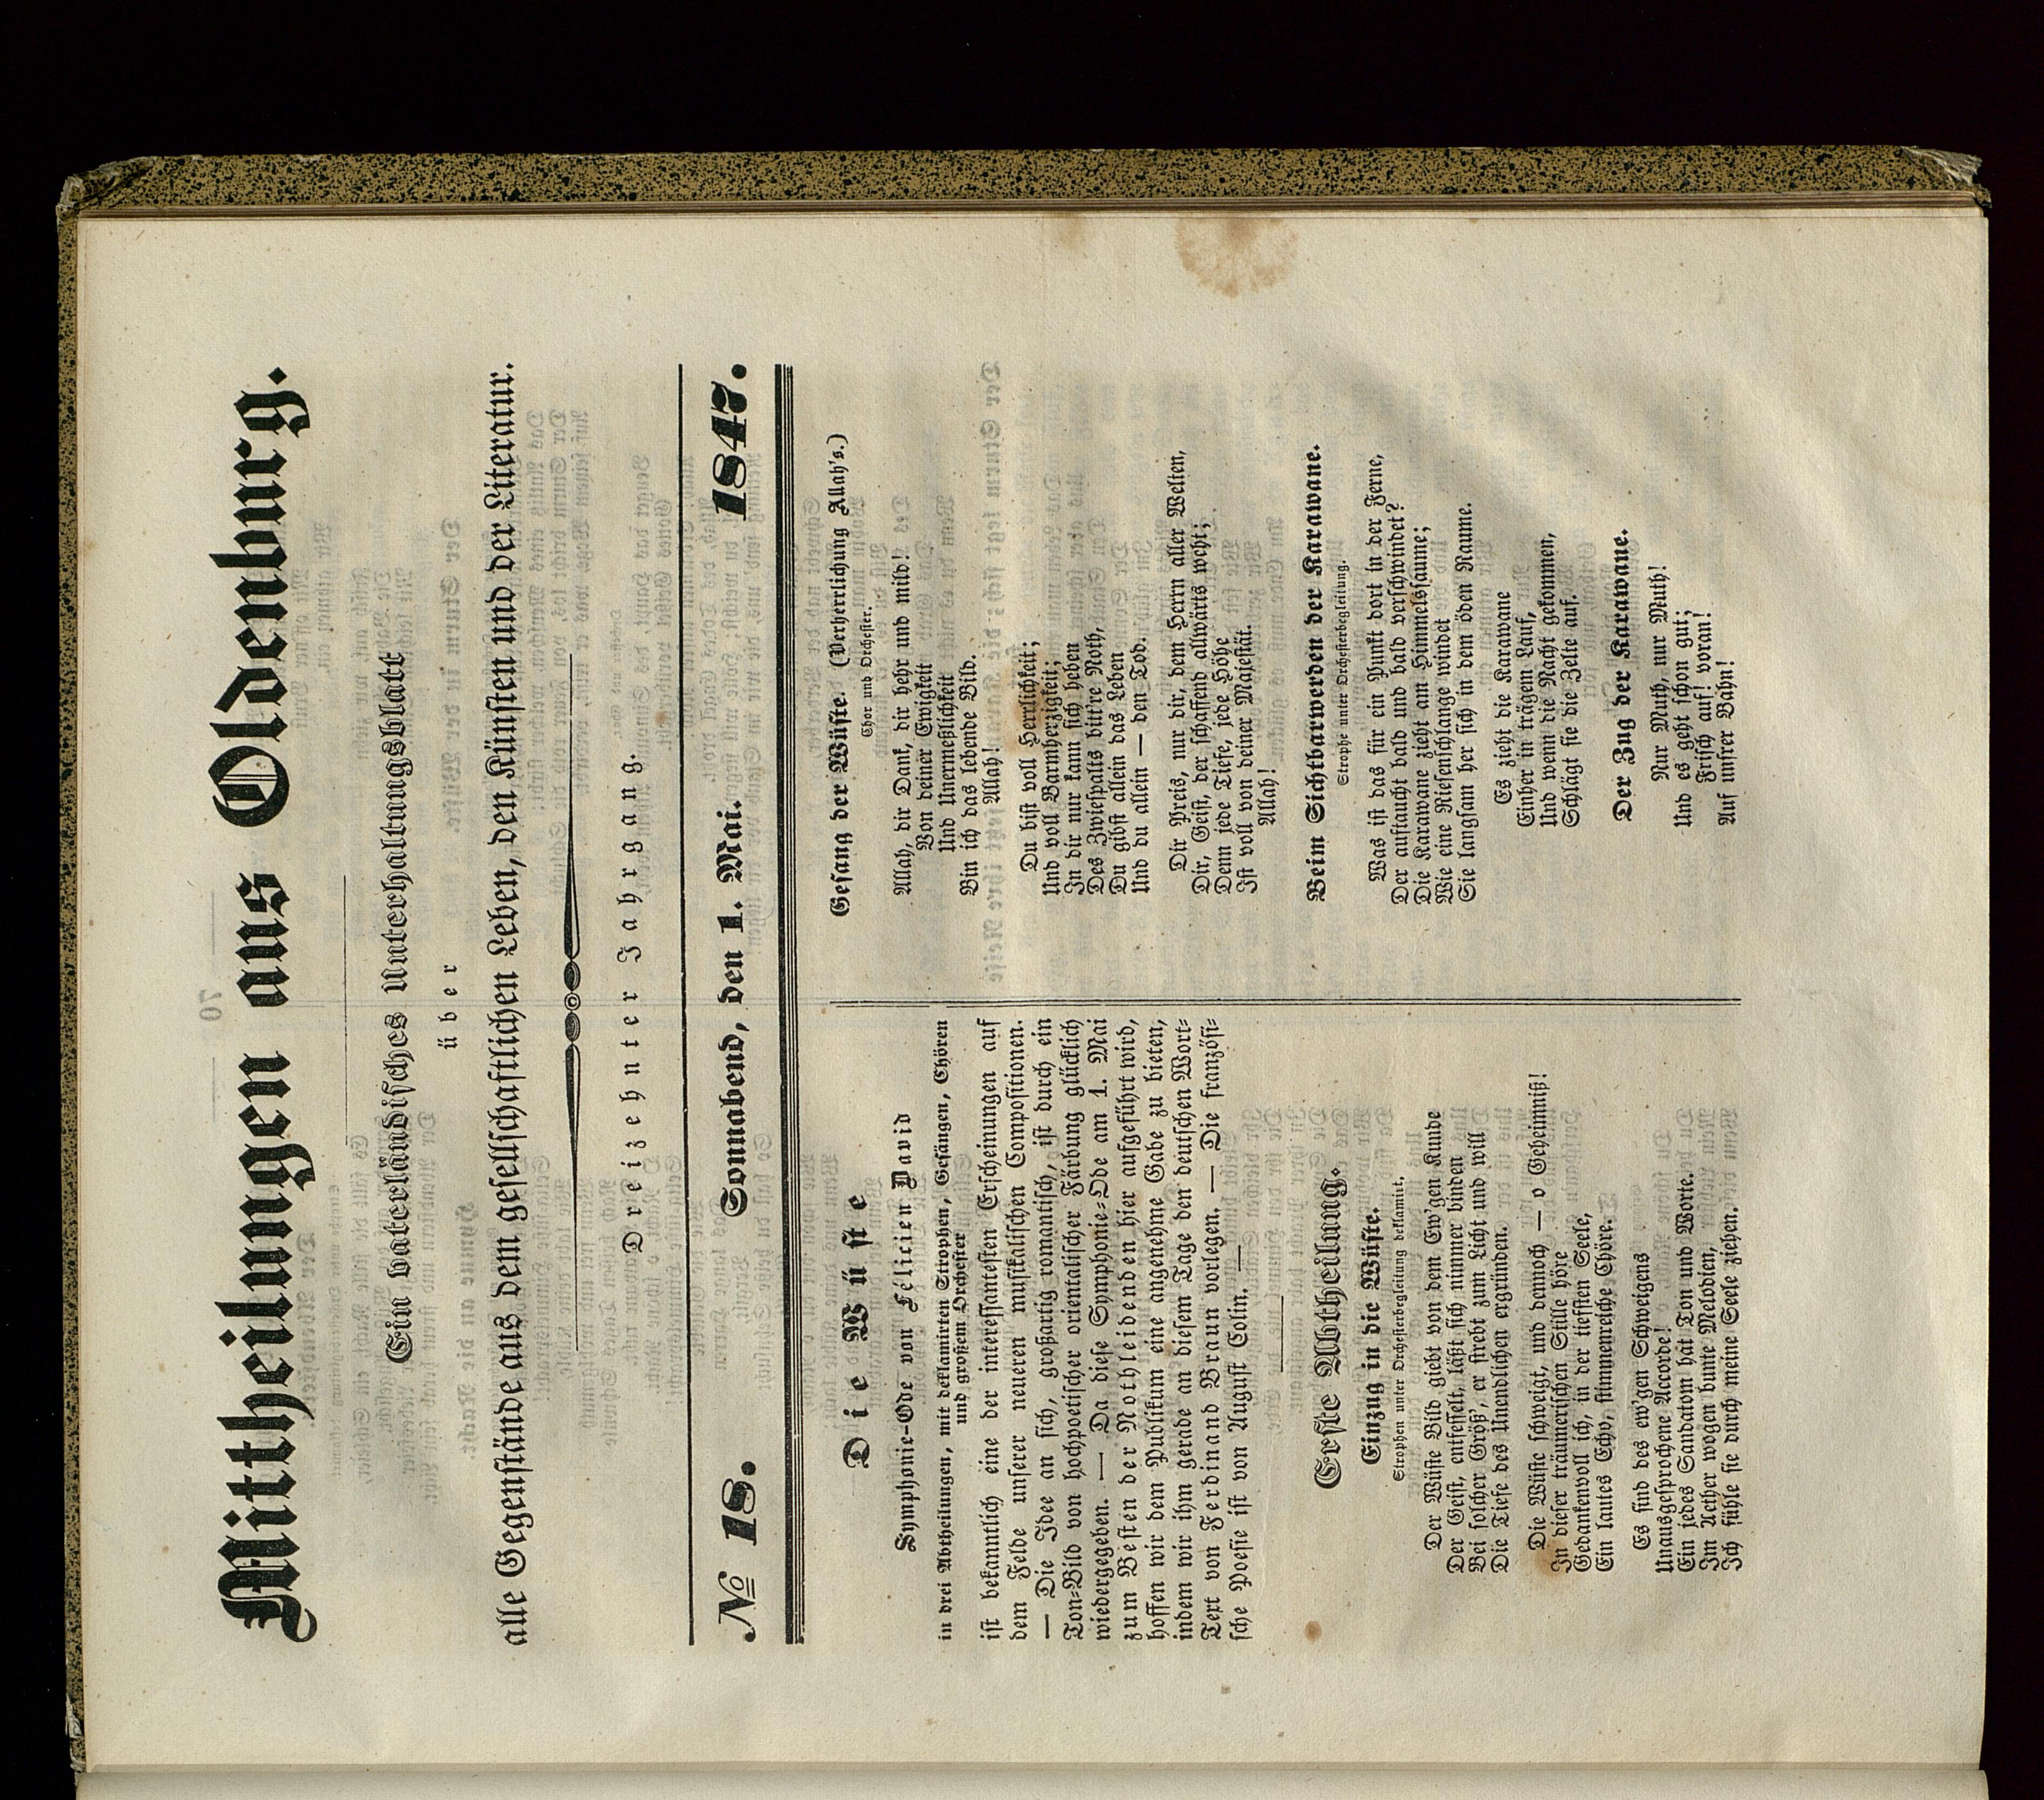 Mittheilungen aus Oldenburg.
Ein vaterländisches Unterhaltungsblatt
über
alle Gegenstände aus dem gesellschaftlichen Leben, den Künsten und der Literatur.
Dreizehnter Jahrgang.
No 18. Sonnabend, den 1. Mai. 1847.
Die Wüste
Symphonie-Ode von Félicien David
in drei Abtheilungen, mit deklamirten Strophen, Gesängen, Chören
und großem Orchester
ist bekanntlich eine der interessantesten Erscheinungen auf
dem Felde unserer neueren musikalischen Compositionen.
— Die Idee an sich, großartig romantisch, ist durch ein
Ton-Bild von hochpoetischer orientalischer Färbung glücklich
wiedergegeben. — Da diese Symphonie-Ode am 1. Mai
zum Besten der Nothleidenden hier aufgeführt wird,
hoffen wir dem Publikum eine angenehme Gabe zu bieten,
indem wir ihm gerade an diesem Tage den deutschen Wort-
Text von Ferdinand Braun vorlegen. — Die französi-
sche Poesie ist von August Colin. —
Erste Abtheilung.
Einzug in die Wüste.
Strophen unter Orchesterbegleitung deklamirt.
Der Wüste Bild giebt von dem Ew'gen Kunde
Der Geist, entfesselt, läßt sich nimmer binden
Bei solcher Größ', er strebt zum Licht und will
Die Tiefe des Unendlichen ergründen.
Die Wüste schweigt, und dennoch — o Geheimniß!
In dieser träumerischen Stille höre
Gedankenvoll ich, in der tiefsten Seele,
Ein lautes Echo, stimmenreiche Chöre.
Es sind des ew'gen Schweigens
Unausgesprochene Accorde!
Ein jedes Sandatom hat Ton und Worte.
Im Aether wogen bunte Melodien,
Ich fühle sie durch meine Seele ziehen.
Gesang der Wüste. (Verherrlichung Allah's.)
Chor und Orchester.
Allah, dir Dank, dir hehr und mild!
Von deiner Ewigkeit
Und Unermeßlichkeit
Bin ich das lebende Bild.
Allah!
Du bist voll Herrlichkeit;
Und voll Barmherzigkeit;
In dir nur kann sich heben
Des Zwiespalts bitt're Noth,
Du gibst allein das Leben
Und du allein — den Tod.
Dir Preis, nur dir, dem Herrn aller Welten,
Dir, Geist, der schaffend allwärts weht;
Denn jede Tiefe, jede Höhe
Ist voll von deiner Majestät.
Allah!
Beim Sichtbarwerden der Karawane.
Strophe unter Orchesterbegleitung.
Was ist das für ein Punkt dort in der Ferne,
Der auftaucht bald und bald verschwindet?
Die Karawane zieht am Himmelssaume;
Wie eine Riesenschlange windet
Sie langsam her sich in dem öden Raume.
Es zieht die Karawane
Einher in trägem Lauf,
Und wenn die Nacht gekommen,
Schlägt sie die Zelte auf.
Der Zug der Karawane.
Nur Muth, nur Muth!
Und es geht schon gut;
Frisch auf! voran!
Auf unsrer Bahn!